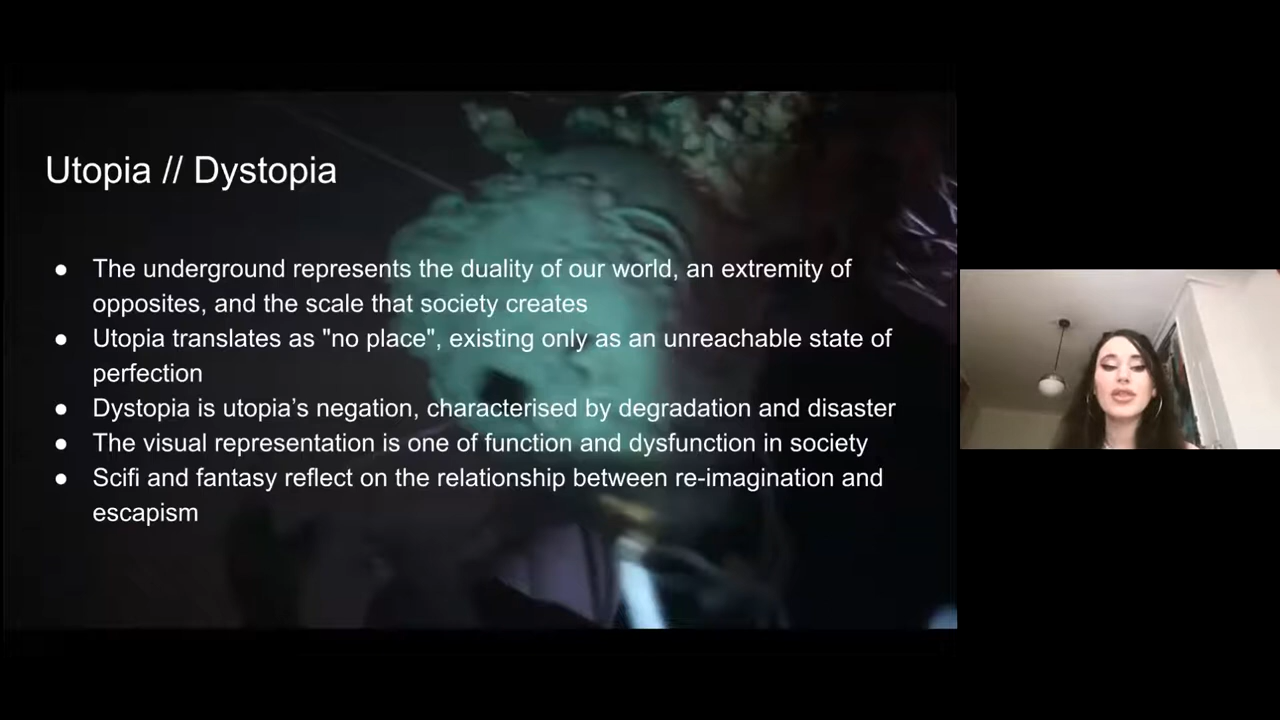 Utopia // Dystopia
● The underground represents the duality of our world, an extremity of
opposites, and the scale that society creates
● Utopia translates as "no place", existing only as an unreachable state of
perfection
● Dystopia is utopia’s negation, characterised by degradation and disaster
● The visual representation is one of function and dysfunction in society
● Scifi and fantasy reflect on the relationship between re-imagination and
escapism